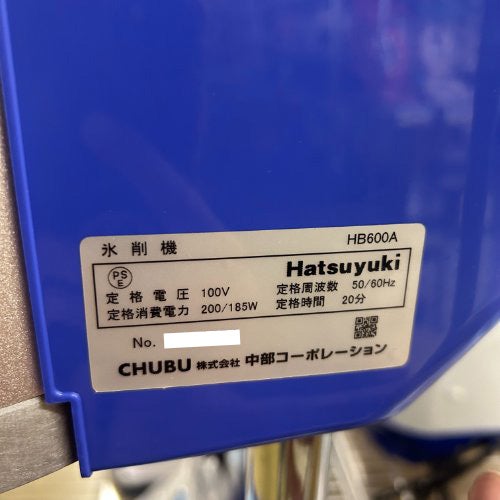 氷削機 HB600A
Hatsuyuki
PS
E
定格電圧 100V 定格周波数 50/60Hz
定格消費電力 200/185W 定格時間 20分
No.
CHUBU 株式会社 中部コーポレーション